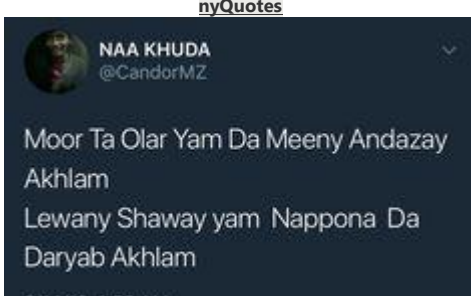 nyQuotes
NAA KHUDA
@CandorMZ
Moor Ta Olar Yam Da Meeny Andazay
Akhlam
Lewany Shaway yam Nappona Da
Daryab Akhlam